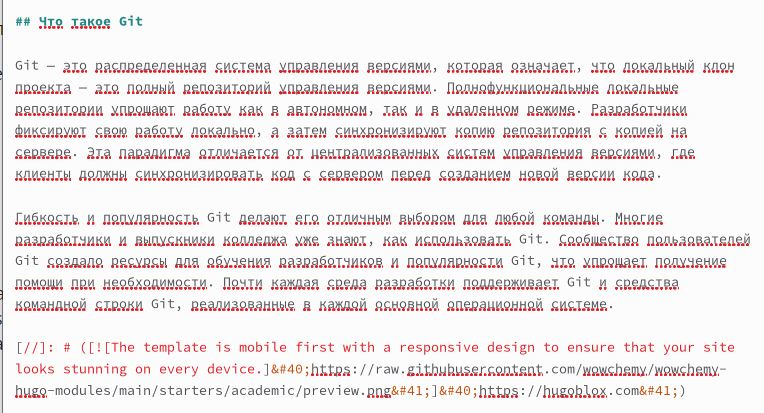 ## Что такое Git
Git — это распределенная система управления версиями, которая означает, что локальный клон
проекта — это полный репозиторий управления версиями. Полнофункциональные локальные
репозитории упрощают работу как в автономном, так и в удаленном режиме. Разработчики
фиксируют свою работу локально, а затем синхронизируют копию репозитория с копией на
сервере. Эта парадигма отличается от централизованных систем управления версиями, где
клиенты должны синхронизировать код с сервером перед созданием новой версии кода.
Гибкость и популярность Git делают его отличным выбором для любой команды. Многие
разработчики и выпускники колледжа уже знают, как использовать Git. Сообщество пользователей
Git создало ресурсы для обучения разработчиков и популярности Git, что упрощает получение
помощи при необходимости. Почти каждая среда разработки поддерживает Git и средства
командной строки Git, реализованные в каждой основной операционной системе.
[//]: # ([![The template is mobile first with a responsive design to ensure that your site
looks stunning on every device.]&#40;https://raw.githubusercontent.com/wowchemy/wowchemy-
hugo-modules/main/starters/academic/preview.png&#41;]&#40;https://hugoblox.com&#41;)